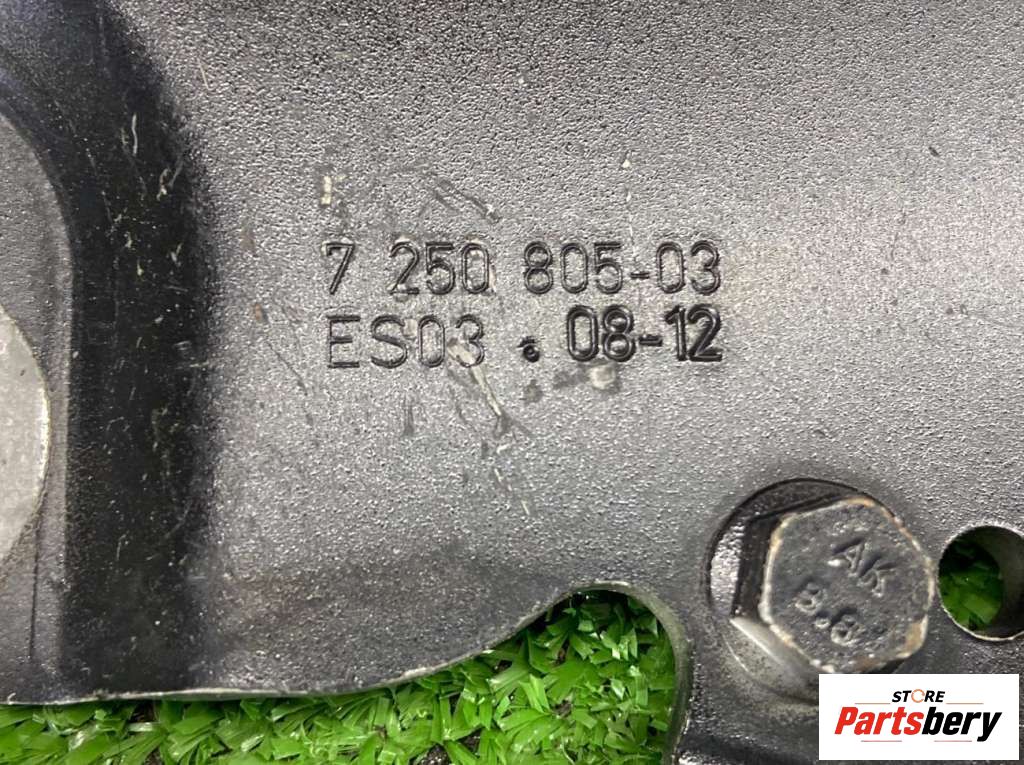 7 250 805-03
ES03 . 08-12
AK
8.8
STORE
Partsbery